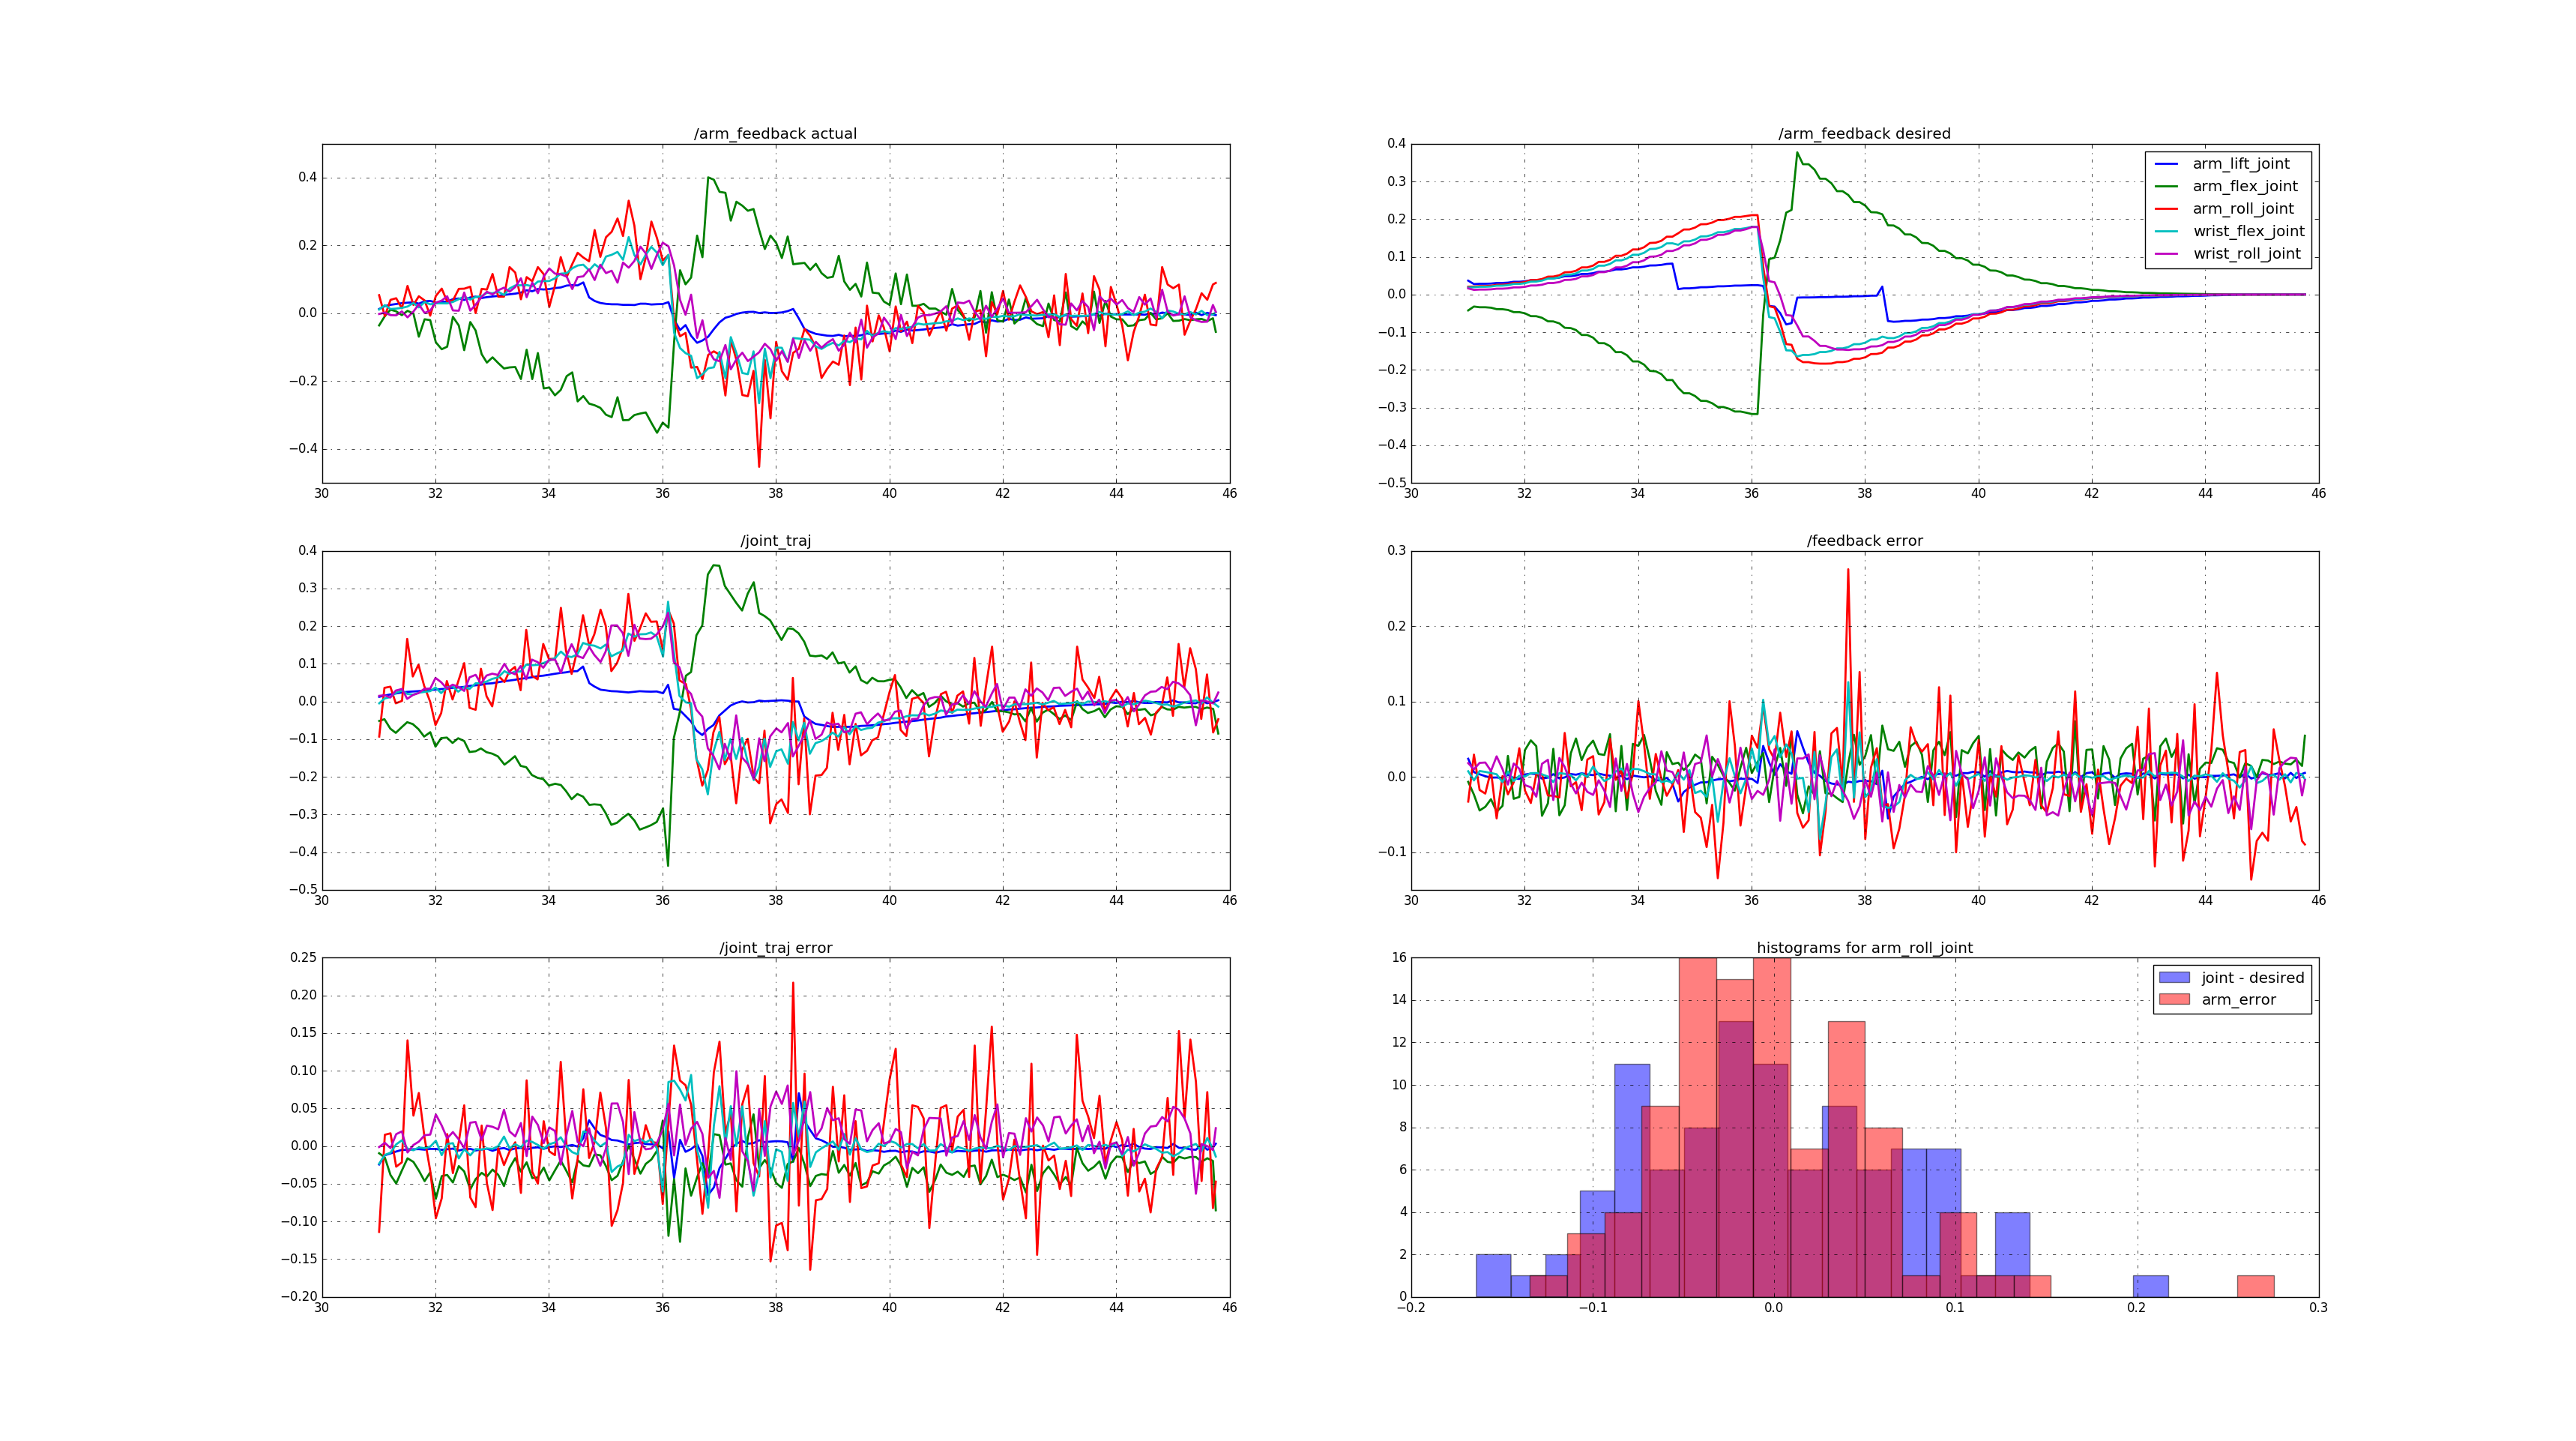 /arm_feedback actual
0.4
0.2
0.0
−0.2
−0.4
30 32 34 36 38 40 42 44 46
/arm_feedback desired
0.4
0.3
0.2
0.1
0.0
−0.1
−0.2
−0.3
−0.4
−0.5
30 32 34 36 38 40 42 44 46
arm_lift_joint
arm_flex_joint
arm_roll_joint
wrist_flex_joint
wrist_roll_joint
/joint_traj
0.4
0.3
0.2
0.1
0.0
−0.1
−0.2
−0.3
−0.4
−0.5
30 32 34 36 38 40 42 44 46
/feedback error
0.3
0.2
0.1
0.0
−0.1
30 32 34 36 38 40 42 44 46
/joint_traj error
0.25
0.20
0.15
0.10
0.05
0.00
−0.05
−0.10
−0.15
−0.20
30 32 34 36 38 40 42 44 46
histograms for arm_roll_joint
16
14
12
10
8
6
4
2
0
−0.2 −0.1 0.0 0.1 0.2 0.3
joint - desired
arm_error